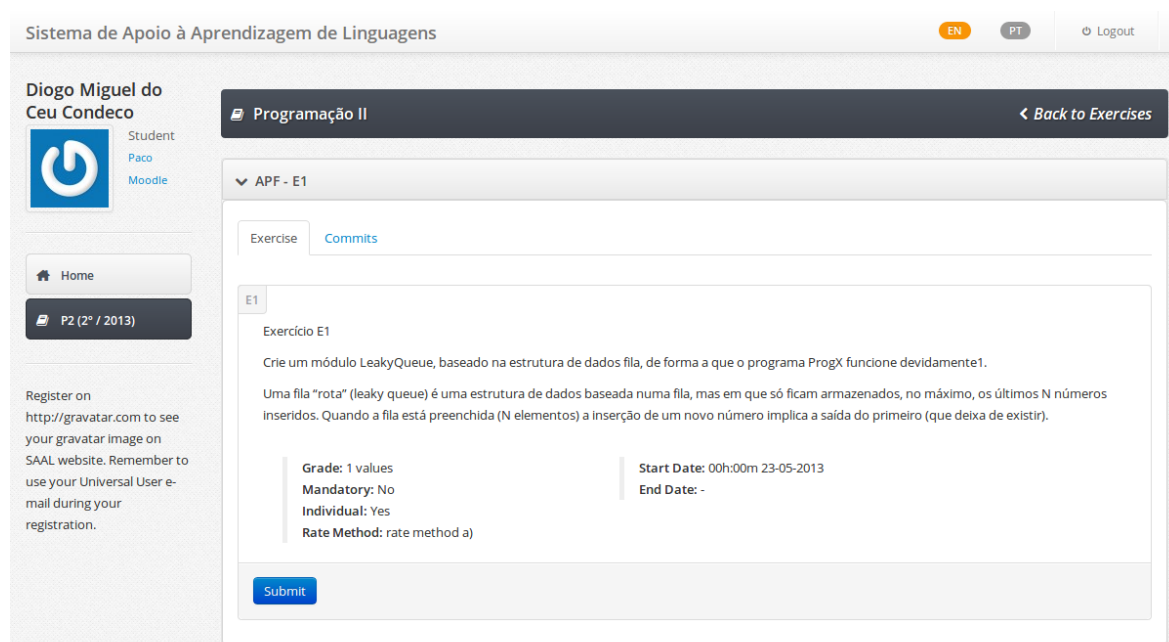 Sistema de Apoio à Aprendizagem de Linguagens
EN
PT
Logout
Diogo Miguel do
Ceu Condeco
Student
Paco
Moodle
Home
P2 (2º / 2013)
Register on
http://gravatar.com to see
your gravatar image on
SAAL website. Remember to
use your Universal User e-
mail during your
registration.
Programação II
Back to Exercises
APF - E1
Exercise
Commits
E1
Exercício E1
Crie um módulo LeakyQueue, baseado na estrutura de dados fila, de forma a que o programa ProgX funcione devidamente1.
Uma fila “rota” (leaky queue) é uma estrutura de dados baseada numa fila, mas em que só ficam armazenados, no máximo, os últimos N números
inseridos. Quando a fila está preenchida (N elementos) a inserção de um novo número implica a saída do primeiro (que deixa de existir).
Grade: 1 values
Mandatory: No
Individual: Yes
Rate Method: rate method a)
Start Date: 00h:00m 23-05-2013
End Date: -
Submit